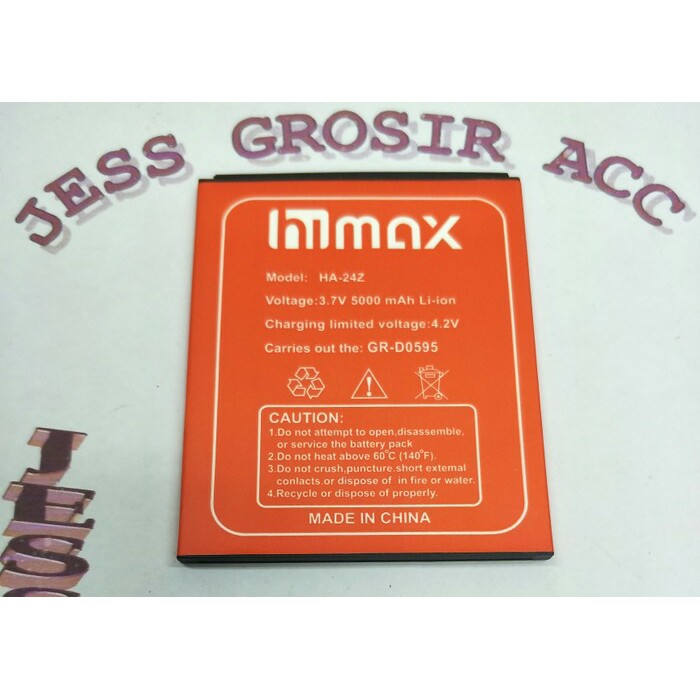 JESS GROSIR ACC
Immax
Model: HA-24Z
Voltage:3.7V 5000 mAh Li-ion
Charging limited voltage:4.2V
Carries out the: GR-D0595
CAUTION:
1.Do not attempt to open,disassemble,
or service the battery pack
2.Do not heat above 60°C (140°F).
3.Do not crush,puncture.short external
contacts.or dispose of in fire or water.
4.Recycle or dispose of properly.
MADE IN CHINA